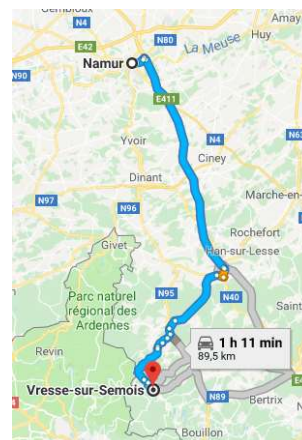 Gembloux
Amay
N4
N80
La Meuse
Huy
E42
Namur
N90
E411
N63
Yvoir
N4
Ciney
Dinant
Marche-en
N97
N96
Rochefort
Givet
Han-sur-Lesse
N95
N40
Parc naturel
régional des
Ardennes
Saint
1 h 11 min
89,5 km
Revin
Vresse-sur-Semois
N89
Bertrix
Bouillon